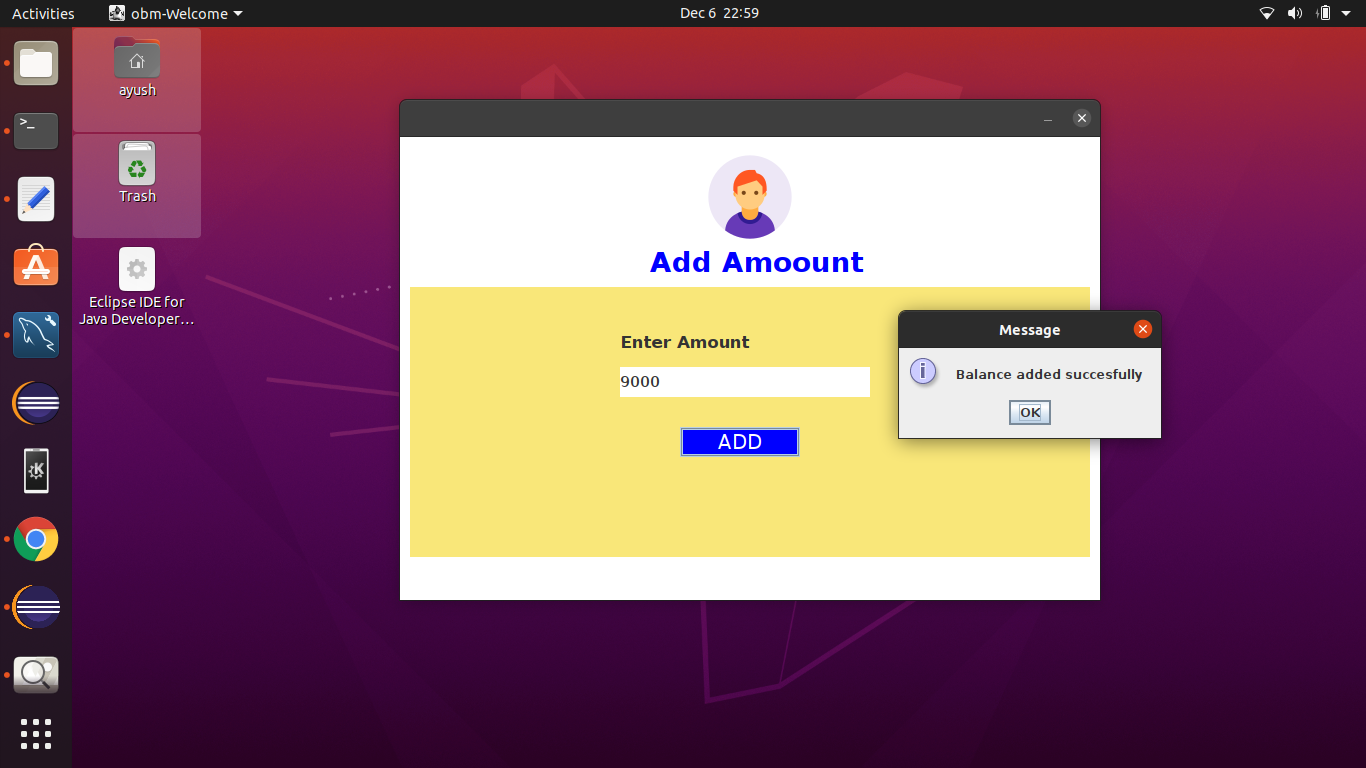 Activities
obm-Welcome
Dec 6 22:59
ayush
Trash
Eclipse IDE for
Java Developer…
>_
K
Add Amoount
Enter Amount
9000
ADD
Message
i
Balance added succesfully
OK